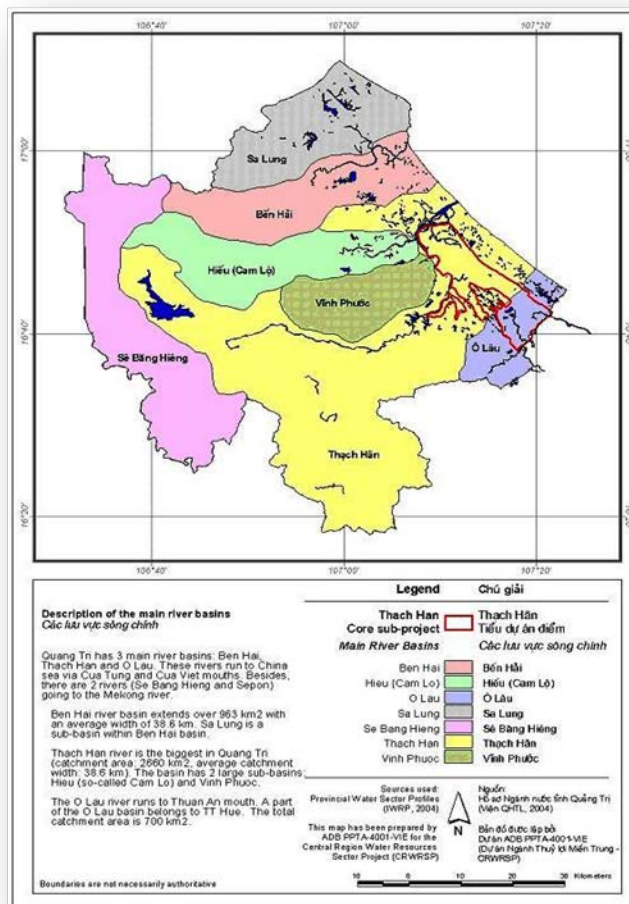 106°40'
107°00'
107°20'
17°00'
Sa Lung
Bến Hải
Hiếu (Cam Lộ)
Vĩnh Phước
16°40'
Sê Băng Hiêng
Ô Lâu
Thạch Hãn
16°20'
106°40'
107°00'
107°20'
Description of the main river basins
Các lưu vực sông chính
Quang Tri has 3 main river basins: Ben Hai,
Thach Han and O Lau. These rivers run to China
sea via Cua Tung and Cua Viet mouths. Besides,
there are 2 rivers (Se Bang Hieng and Sepon)
going to the Mekong river.
Ben Hai river basin extends over 963 km2 with
an average width of 38.6 km. Sa Lung is a
sub-basin within Ben Hai basin.
Thach Han river is the biggest in Quang Tri
(catchment area: 2660 km2, average catchment
width: 38.6 km). The basin has 2 large sub-basins:
Hieu (so-called Cam Lo) and Vinh Phuoc.
The O Lau river runs to Thuan An mouth. A part
of the O Lau basin belongs to TT Hue. The total
catchment area is 700 km2.
Boundaries are not necessarily authoritative
Legend Chú giải
Thach Han Thạch Hãn
Core sub-project Tiểu dự án điểm
Main River Basins Các lưu vực sông chính
Ben Hai Bến Hải
Hieu (Cam Lo) Hiếu (Cam Lộ)
O Lau Ô Lâu
Sa Lung Sa Lung
Se Bang Hieng Sê Băng Hiêng
Thach Han Thạch Hãn
Vinh Phuoc Vĩnh Phước
Sources used: Nguồn:
Provincial Water Sector Profiles Hồ sơ Ngành nước tỉnh Quảng Trị
(IWRP, 2004) (Viện QHTL, 2004)
N
This map has been prepared by Bản đồ được lập bởi
ADB PPTA-4001-VIE for the Dự án ADB PPTA-4001-VIE
Central Region Water Resources (Dự án Ngành Thuỷ lợi Miền Trung -
Sector Project (CRWRSP) CRWRSP)
10 0 10 20 30 Kilometers